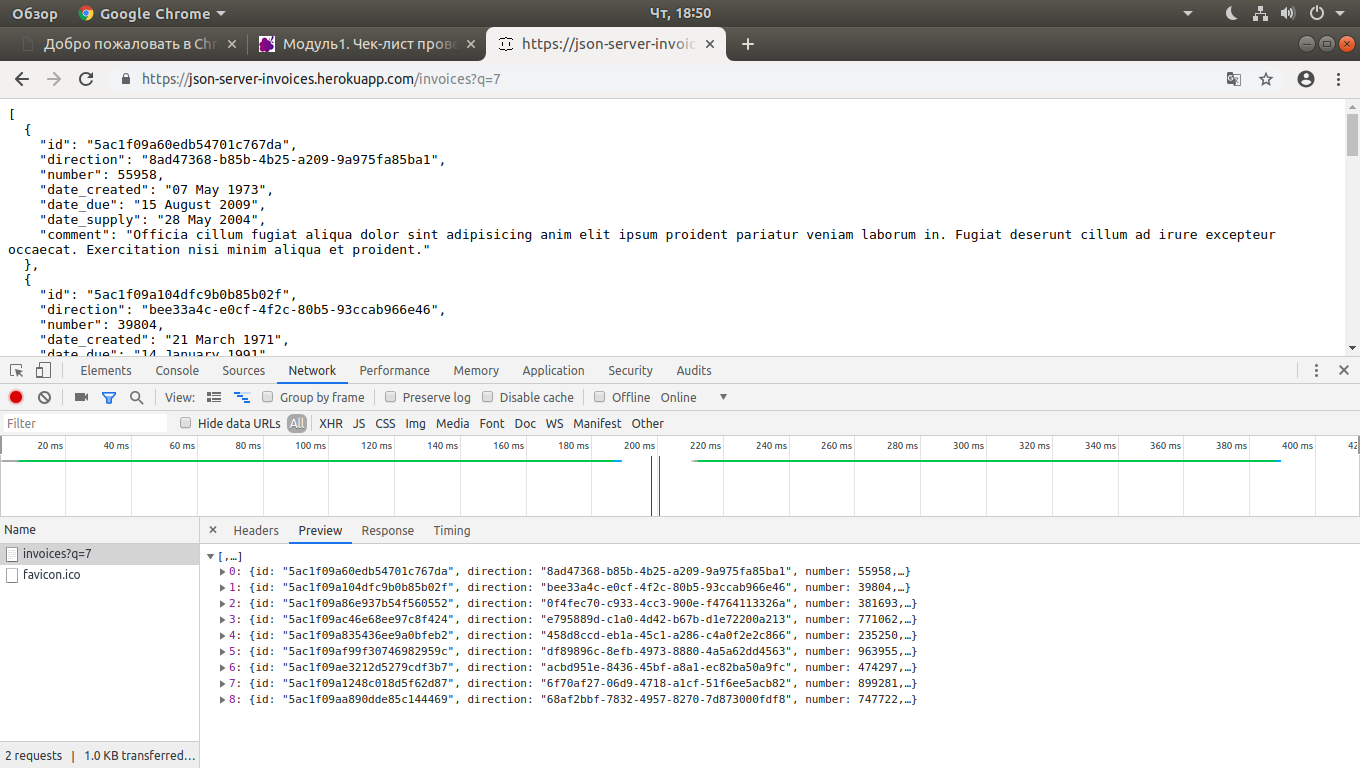 Обзор Google Chrome Чт, 18:50
Добро пожаловать в Chr Модуль1. Чек-лист прове https://json-server-invoic
https://json-server-invoices.herokuapp.com/invoices?q=7
[
{
"id": "5ac1f09a60edb54701c767da",
"direction": "8ad47368-b85b-4b25-a209-9a975fa85ba1",
"number": 55958,
"date_created": "07 May 1973",
"date_due": "15 August 2009",
"date_supply": "28 May 2004",
"comment": "Officia cillum fugiat aliqua dolor sint adipisicing anim elit ipsum proident pariatur veniam laborum in. Fugiat deserunt cillum ad irure excepteur
occaecat. Exercitation nisi minim aliqua et proident."
},
{
"id": "5ac1f09a104dfc9b0b85b02f",
"direction": "bee33a4c-e0cf-4f2c-80b5-93ccab966e46",
"number": 39804,
"date_created": "21 March 1971",
"date_due": "14 January 1991"
Elements Console Sources Network Performance Memory Application Security Audits
View: Group by frame Preserve log Disable cache Offline Online
Filter Hide data URLs All XHR JS CSS Img Media Font Doc WS Manifest Other
20 ms 40 ms 60 ms 80 ms 100 ms 120 ms 140 ms 160 ms 180 ms 200 ms 220 ms 240 ms 260 ms 280 ms 300 ms 320 ms 340 ms 360 ms 380 ms 400 ms 42
Name Headers Preview Response Timing
invoices?q=7
favicon.ico
[,…]
0: {id: "5ac1f09a60edb54701c767da", direction: "8ad47368-b85b-4b25-a209-9a975fa85ba1", number: 55958,…}
1: {id: "5ac1f09a104dfc9b0b85b02f", direction: "bee33a4c-e0cf-4f2c-80b5-93ccab966e46", number: 39804,…}
2: {id: "5ac1f09a86e937b54f560552", direction: "0f4fec70-c933-4cc3-900e-f4764113326a", number: 381693,…}
3: {id: "5ac1f09ac46e68ee97c8f424", direction: "e795889d-c1a0-4d42-b67b-d1e72200a213", number: 771062,…}
4: {id: "5ac1f09a835436ee9a0bfeb2", direction: "458d8ccd-eb1a-45c1-a286-c4a0f2e2c866", number: 235250,…}
5: {id: "5ac1f09af99f30746982959c", direction: "df89896c-8efb-4973-8880-4a5a62dd4563", number: 963955,…}
6: {id: "5ac1f09ae3212d5279cdf3b7", direction: "acbd951e-8436-45bf-a8a1-ec82ba50a9fc", number: 474297,…}
7: {id: "5ac1f09a1248c018d5f62d87", direction: "6f70af27-06d9-4718-a1cf-51f6ee5acb82", number: 899281,…}
8: {id: "5ac1f09aa890dde85c144469", direction: "68af2bbf-7832-4957-8270-7d873000fdf8", number: 747722,…}
2 requests | 1.0 KB transferred…